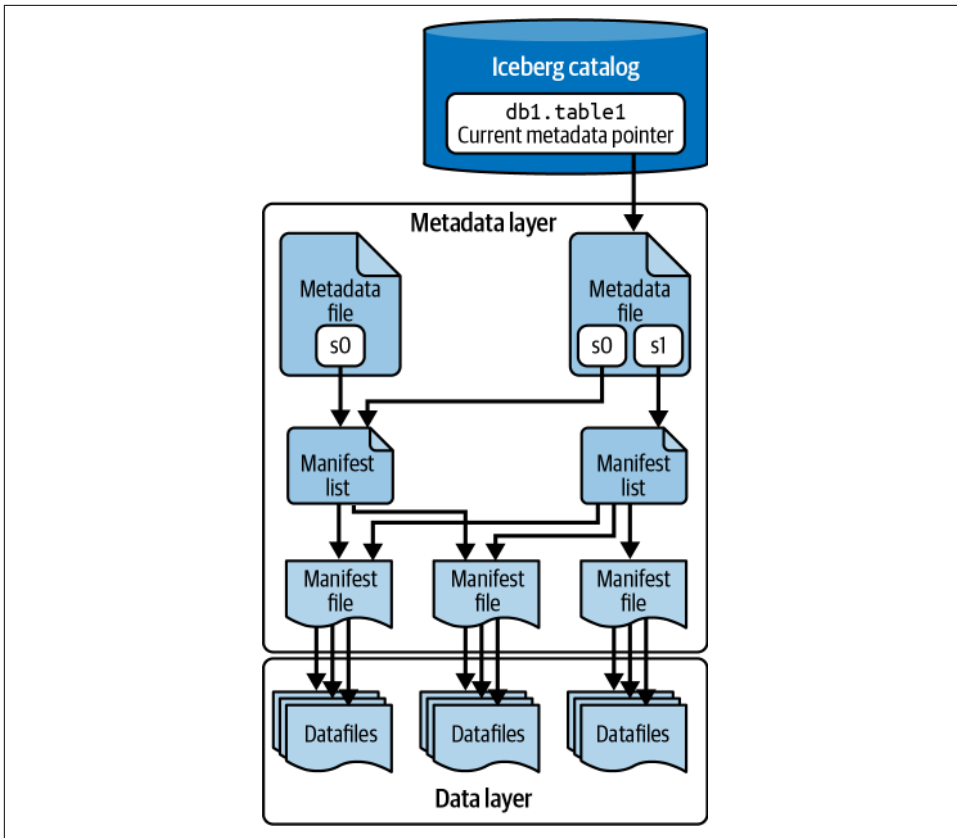 Iceberg catalog
db1.table1
Current metadata pointer
Metadata layer
Metadata
file
s0
Metadata
file
s0
s1
Manifest
list
Manifest
list
Manifest
file
Manifest
file
Manifest
file
Datafiles
Datafiles
Datafiles
Data layer